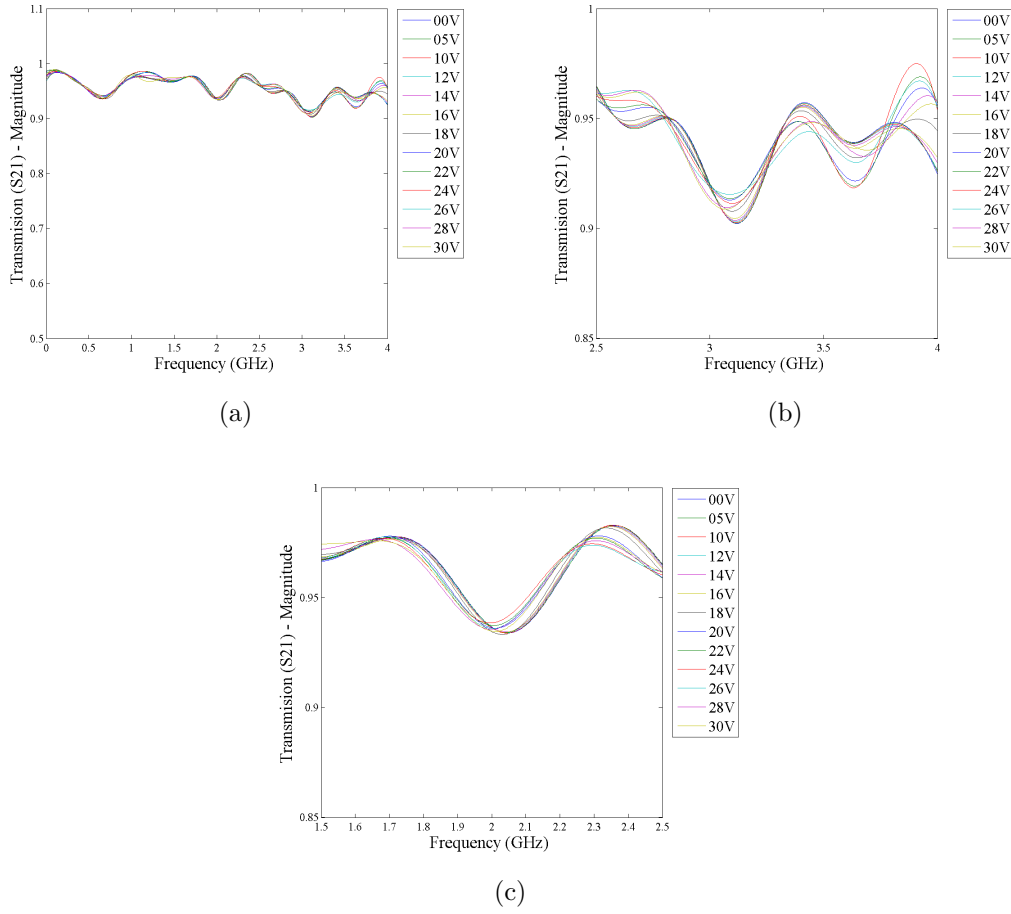 1.1
1
0.9
0.8
0.7
0.6
0.5
0 0.5 1 1.5 2 2.5 3 3.5 4
Transmision (S21) - Magnitude
Frequency (GHz)
00V
05V
10V
12V
14V
16V
18V
20V
22V
24V
26V
28V
30V
(a)
1
0.95
0.9
0.85
2.5 3 3.5 4
Transmision (S21) - Magnitude
Frequency (GHz)
00V
05V
10V
12V
14V
16V
18V
20V
22V
24V
26V
28V
30V
(b)
1
0.95
0.9
0.85
1.5 1.6 1.7 1.8 1.9 2 2.1 2.2 2.3 2.4 2.5
Transmision (S21) - Magnitude
Frequency (GHz)
00V
05V
10V
12V
14V
16V
18V
20V
22V
24V
26V
28V
30V
(c)